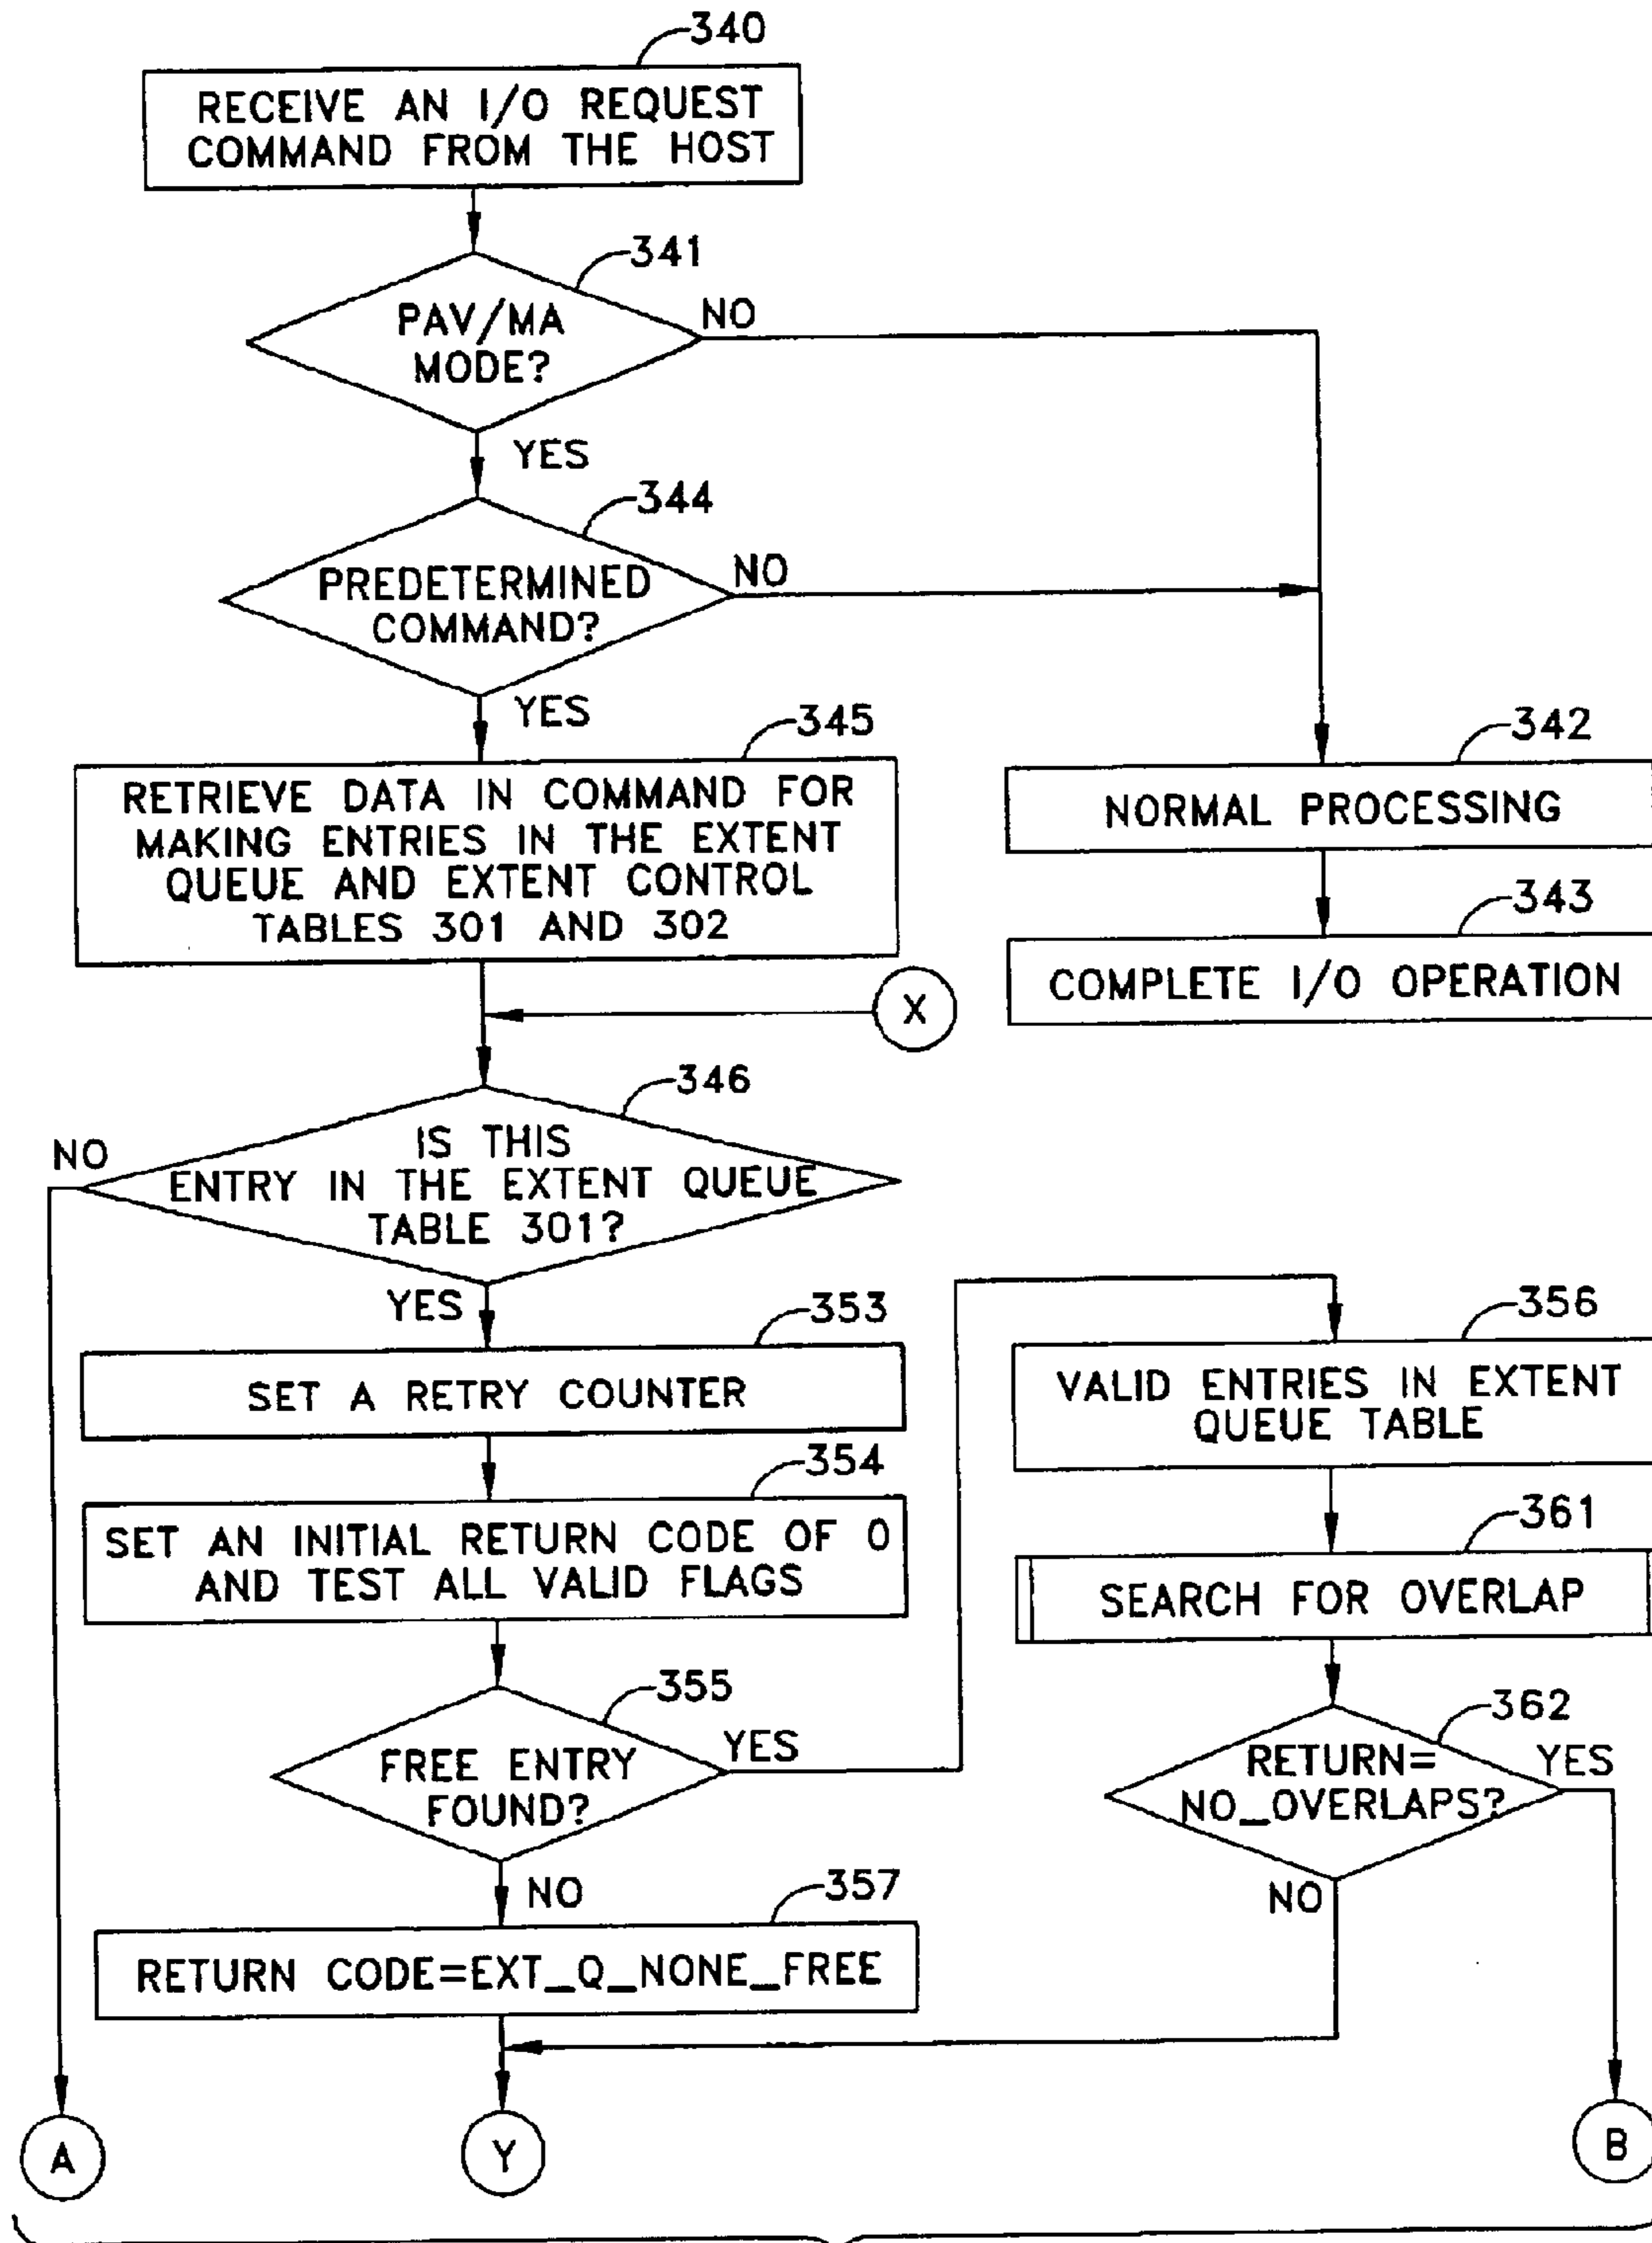 340
RECEIVE AN I/O REQUEST
COMMAND FROM THE HOST
341
PAV/MA
MODE?
NO
YES
344
PREDETERMINED
COMMAND?
NO
YES
345
RETRIEVE DATA IN COMMAND FOR
MAKING ENTRIES IN THE EXTENT
QUEUE AND EXTENT CONTROL
TABLES 301 AND 302
342
NORMAL PROCESSING
343
COMPLETE I/O OPERATION
X
346
IS THIS
ENTRY IN THE EXTENT QUEUE
TABLE 301?
NO
YES
353
SET A RETRY COUNTER
354
SET AN INITIAL RETURN CODE OF 0
AND TEST ALL VALID FLAGS
355
FREE ENTRY
FOUND?
YES
NO
357
RETURN CODE=EXT_Q_NONE_FREE
356
VALID ENTRIES IN EXTENT
QUEUE TABLE
361
SEARCH FOR OVERLAP
362
RETURN=
NO_OVERLAPS?
YES
NO
A
Y
B